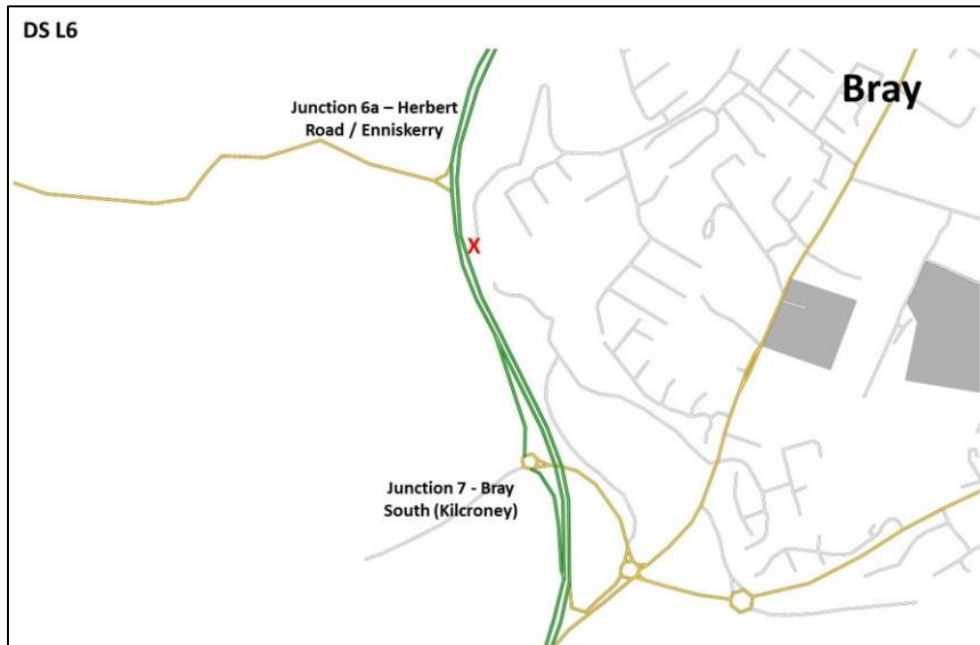 DS L6
Bray
Junction 6a – Herbert
Road / Enniskerry
X
Junction 7 - Bray
South (Kilcroney)